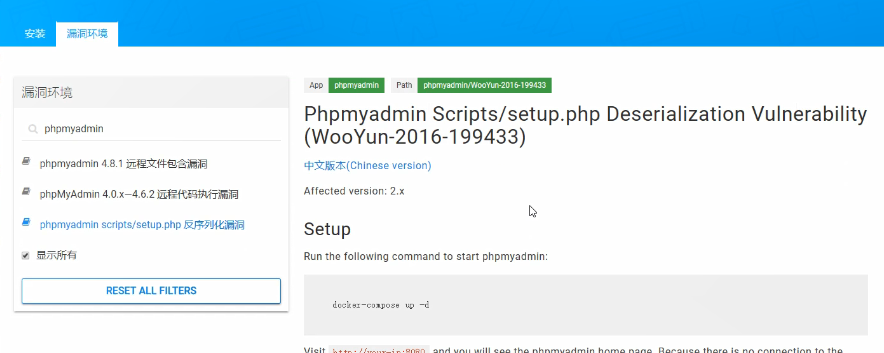 安装 漏洞环境
漏洞环境
phpmyadmin
phpmyadmin 4.8.1 远程文件包含漏洞
phpMyAdmin 4.0.x—4.6.2 远程代码执行漏洞
phpmyadmin scripts/setup.php 反序列化漏洞
显示所有
RESET ALL FILTERS
App phpmyadmin Path phpmyadmin/WooYun-2016-199433
Phpmyadmin Scripts/setup.php Deserialization Vulnerability
(WooYun-2016-199433)
中文版本(Chinese version)
Affected version: 2.x
Setup
Run the following command to start phpmyadmin:
docker-compose up -d
Visit http://your-ip:8080 and you will see the phpmyadmin home page. Because there is no connection to the